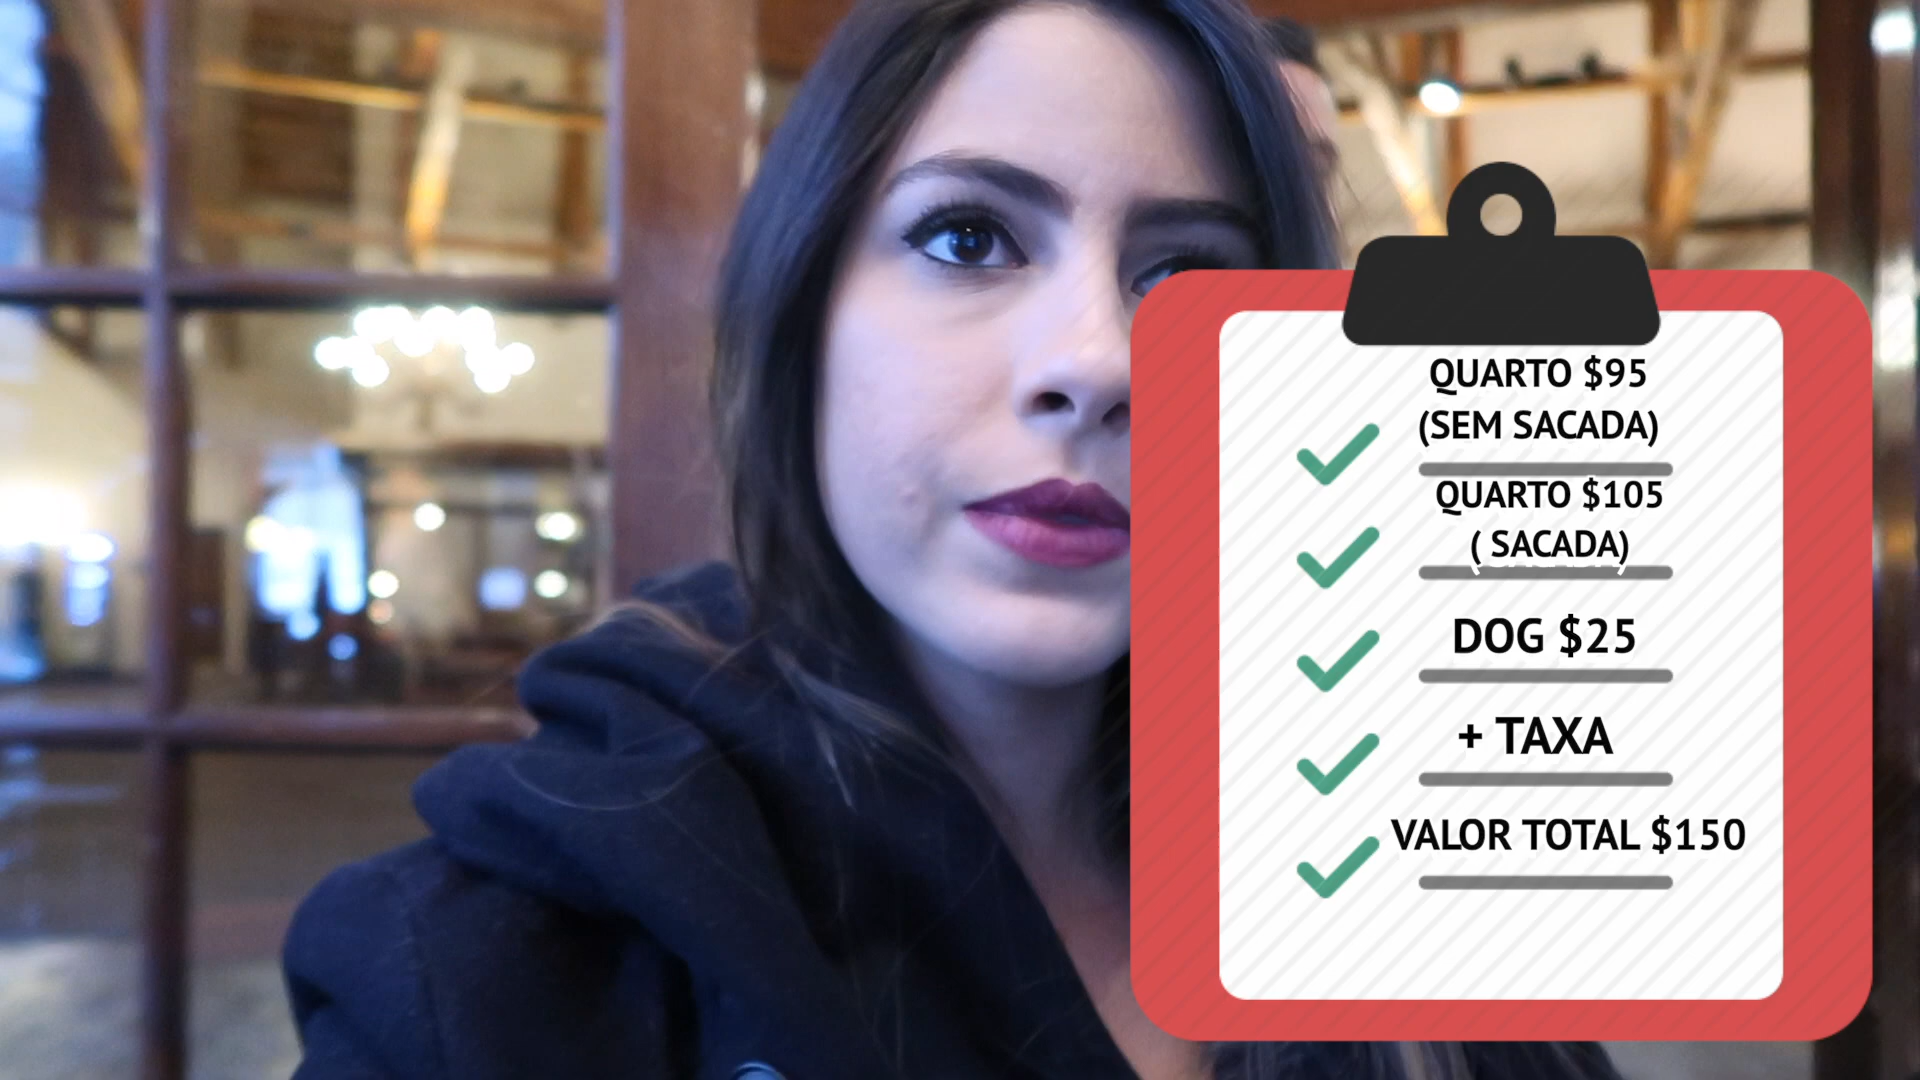 QUARTO $95
(SEM SACADA)
QUARTO $105
( SACADA)
DOG $25
+ TAXA
VALOR TOTAL $150